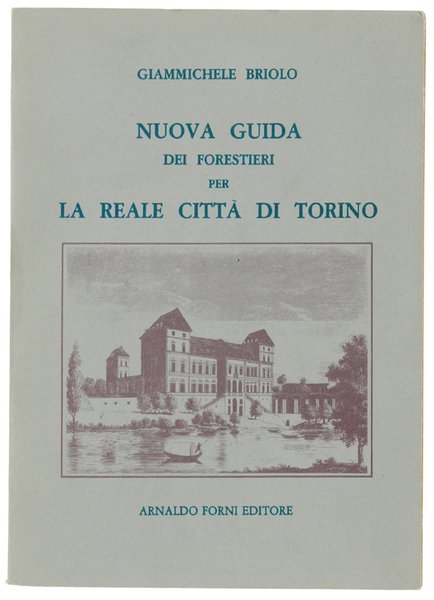 GIAMMICHELE BRIOLO
NUOVA GUIDA
DEI FORESTIERI
PER
LA REALE CITTÀ DI TORINO
ARNALDO FORNI EDITORE